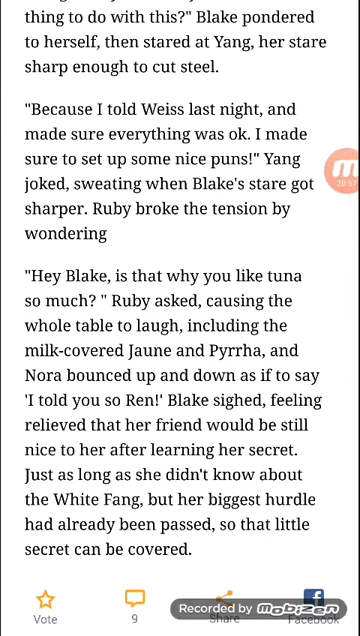 thing to do with this?" Blake pondered
to herself, then stared at Yang, her stare
sharp enough to cut steel.
"Because I told Weiss last night, and
made sure everything was ok. I made
sure to set up some nice puns!" Yang
joked, sweating when Blake's stare got
sharper. Ruby broke the tension by
wondering
"Hey Blake, is that why you like tuna
so much? " Ruby asked, causing the
whole table to laugh, including the
milk-covered Jaune and Pyrrha, and
Nora bounced up and down as if to say
'I told you so Ren!' Blake sighed, feeling
relieved that her friend would be still
nice to her after learning her secret.
Just as long as she didn't know about
the White Fang, but her biggest hurdle
had already been passed, so that little
secret can be covered.
Recorded by mobizen
Vote 9 Share Facebook